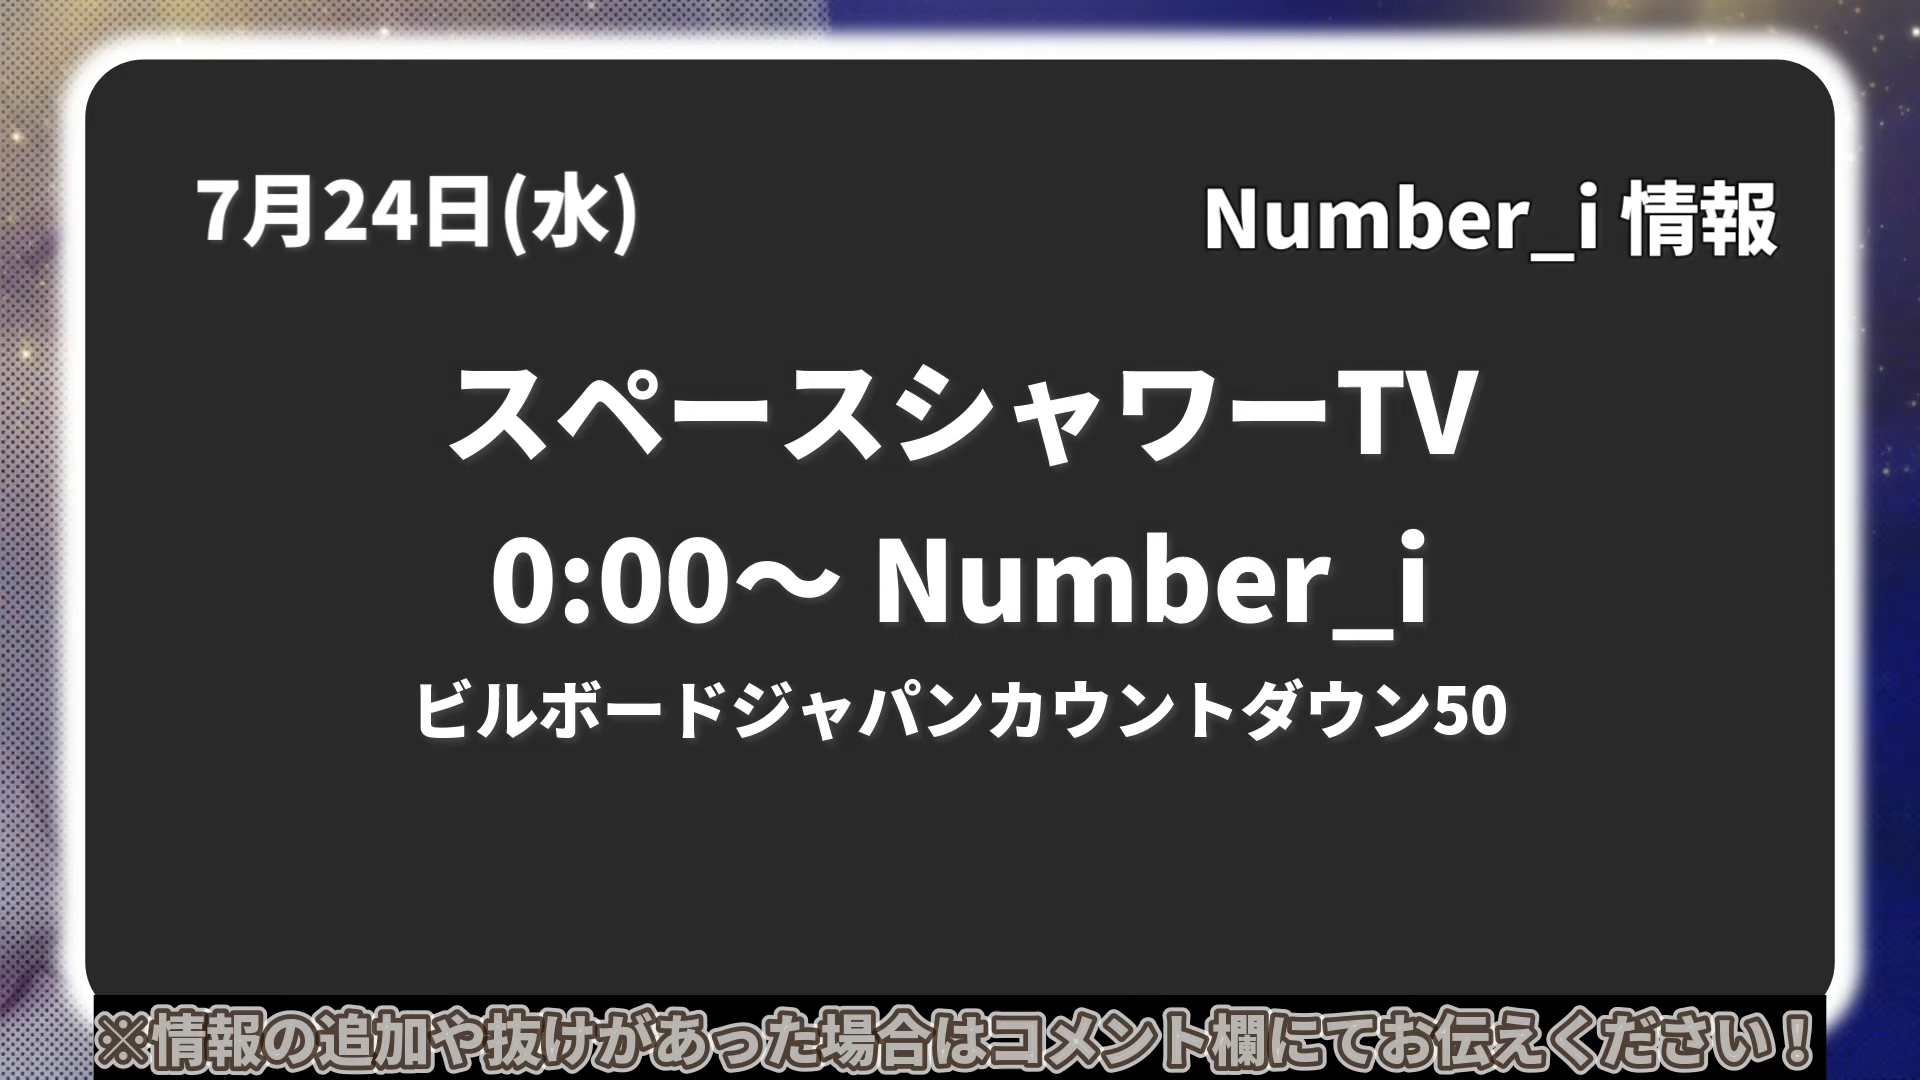 7月24日(水)
Number_i 情報
スペースシャワーTV
0:00～ Number_i
ビルボードジャパンカウントダウン50
※情報の追加や抜けがあった場合はコメント欄にてお伝えください！